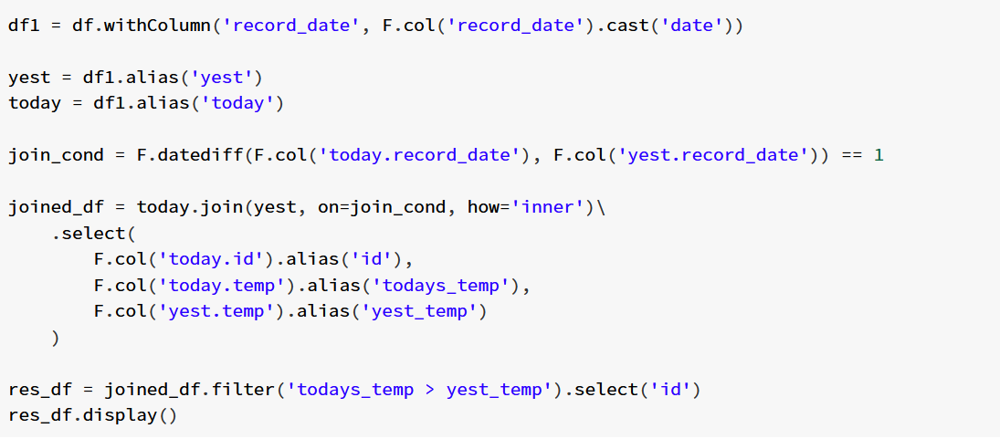 df1 = df.withColumn('record_date', F.col('record_date').cast('date'))

yest = df1.alias('yest')
today = df1.alias('today')

join_cond = F.datediff(F.col('today.record_date'), F.col('yest.record_date')) == 1

joined_df = today.join(yest, on=join_cond, how='inner')\
    .select(
        F.col('today.id').alias('id'),
        F.col('today.temp').alias('todays_temp'),
        F.col('yest.temp').alias('yest_temp')
    )

res_df = joined_df.filter('todays_temp > yest_temp').select('id')
res_df.display()